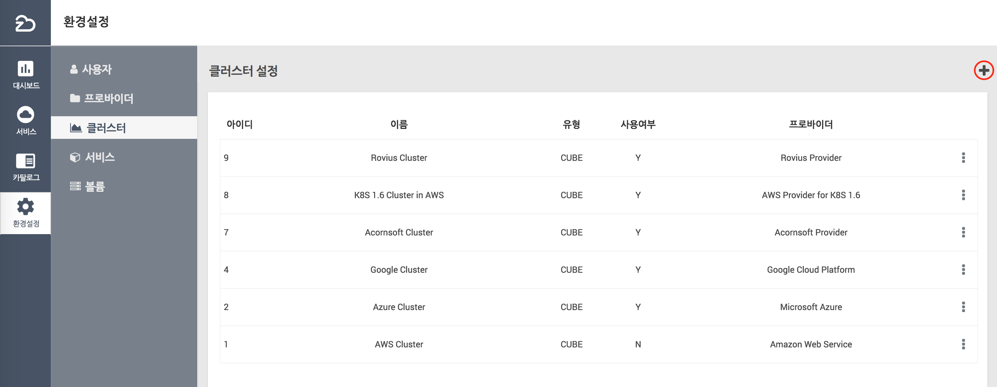 환경설정
대시보드
서비스
카탈로그
환경설정
사용자
프로바이더
클러스터
서비스
볼륨
클러스터 설정
아이디 이름 유형 사용여부 프로바이더
9 Rovius Cluster CUBE Y Rovius Provider
8 K8S 1.6 Cluster in AWS CUBE Y AWS Provider for K8S 1.6
7 Acornsoft Cluster CUBE Y Acornsoft Provider
4 Google Cluster CUBE Y Google Cloud Platform
2 Azure Cluster CUBE Y Microsoft Azure
1 AWS Cluster CUBE N Amazon Web Service